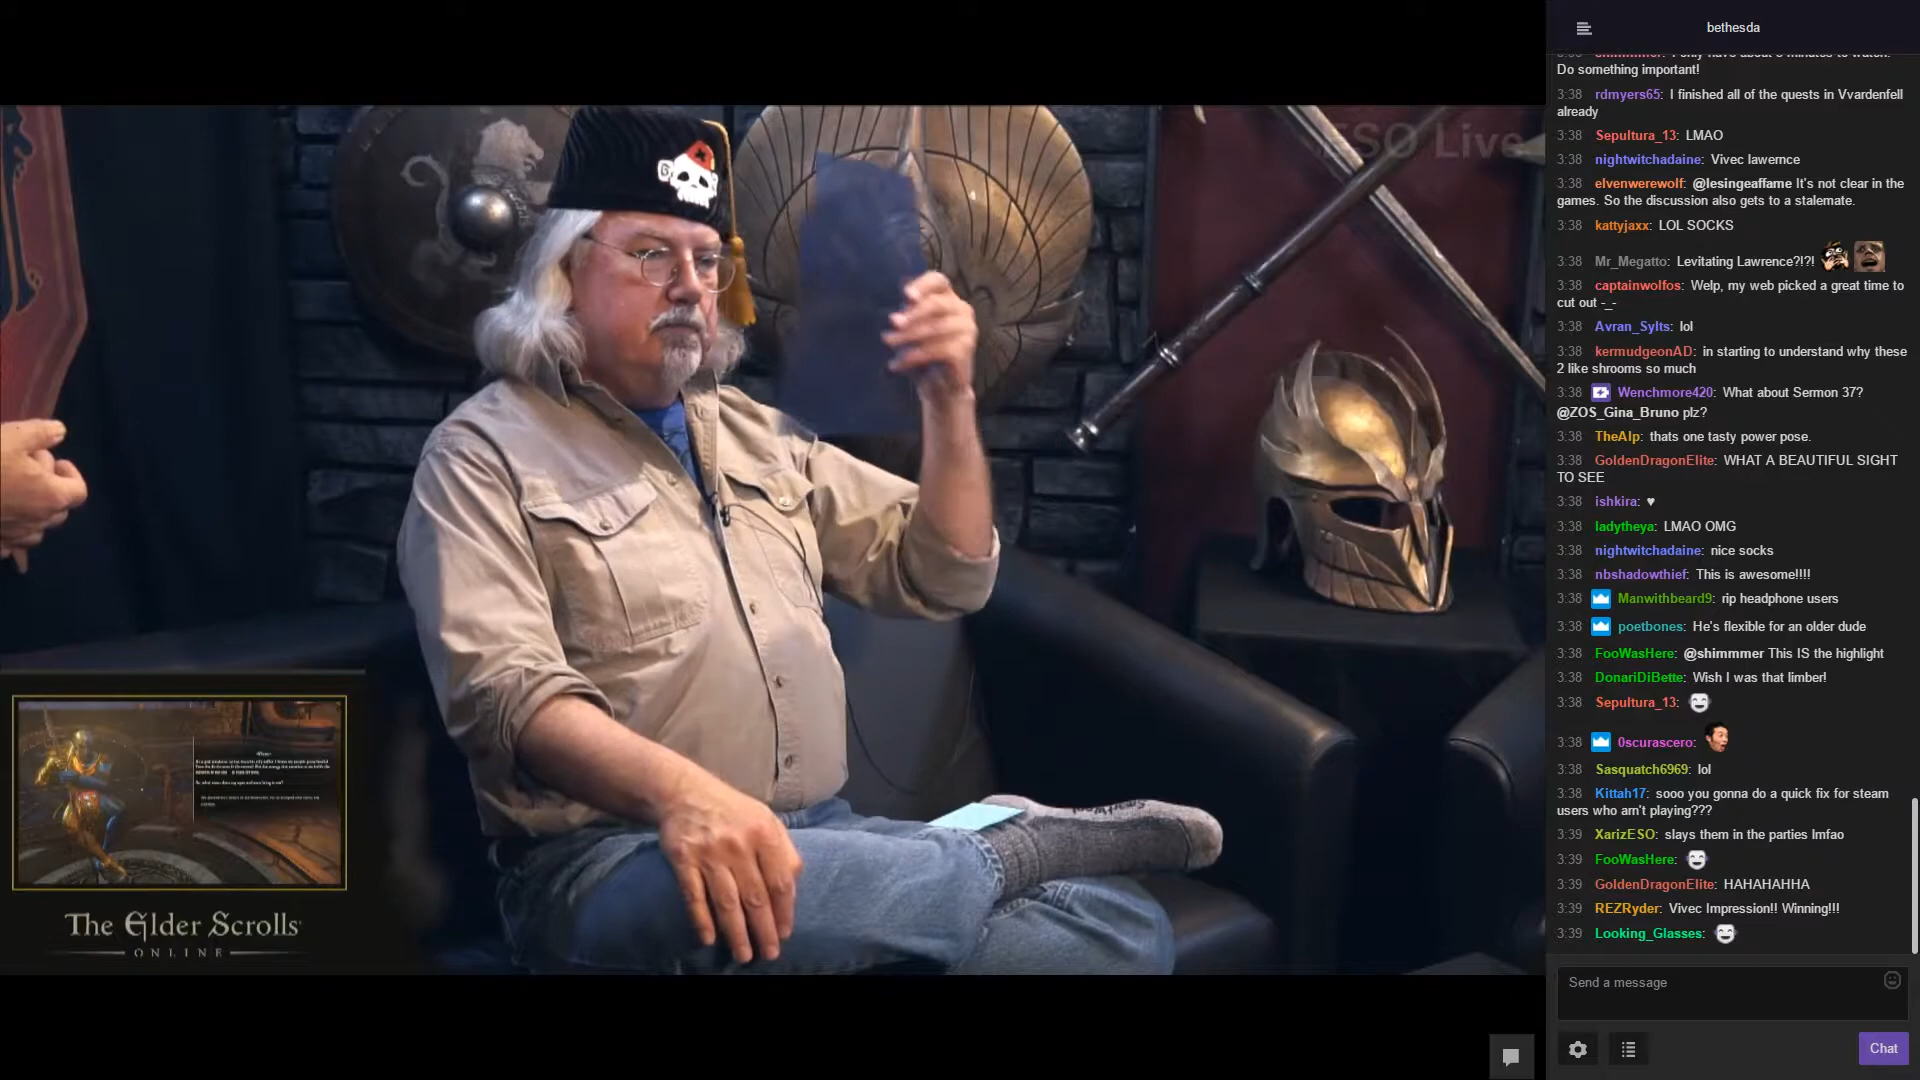 ESO Live
The Elder Scrolls
ONLINE
bethesda
Do something important!
3:38 rdmyers65: I finished all of the quests in Vvardenfell
already
3:38 Sepultura_13: LMAO
3:38 nightwitchadaine: Vivec lawernce
3:38 elvenwerewolf: @lesingeaffame It's not clear in the
games. So the discussion also gets to a stalemate.
3:38 kattyjaxx: LOL SOCKS
3:38 Mr_Megatto: Levitating Lawrence?!?!
3:38 captainwolfos: Welp, my web picked a great time to
cut out -_-
3:38 Avran_Sylts: lol
3:38 kermudgeonAD: in starting to understand why these
2 like shrooms so much
3:38 Wenchmore420: What about Sermon 37?
@ZOS_Gina_Bruno plz?
3:38 TheAlp: thats one tasty power pose.
3:38 GoldenDragonElite: WHAT A BEAUTIFUL SIGHT
TO SEE
3:38 ishkira: ♥
3:38 ladytheya: LMAO OMG
3:38 nightwitchadaine: nice socks
3:38 nbshadowthief: This is awesome!!!!
3:38 Manwithbeard9: rip headphone users
3:38 poetbones: He's flexible for an older dude
3:38 FooWasHere: @shimmmer This IS the highlight
3:38 DonariDiBette: Wish I was that limber!
3:38 Sepultura_13:
3:38 0scurascero:
3:38 Sasquatch6969: lol
3:38 Kittah17: sooo you gonna do a quick fix for steam
users who arn't playing???
3:39 XarizESO: slays them in the parties lmfao
3:39 FooWasHere:
3:39 GoldenDragonElite: HAHAHAHHA
3:39 REZRyder: Vivec Impression!! Winning!!!
3:39 Looking_Glasses:
Send a message
Chat